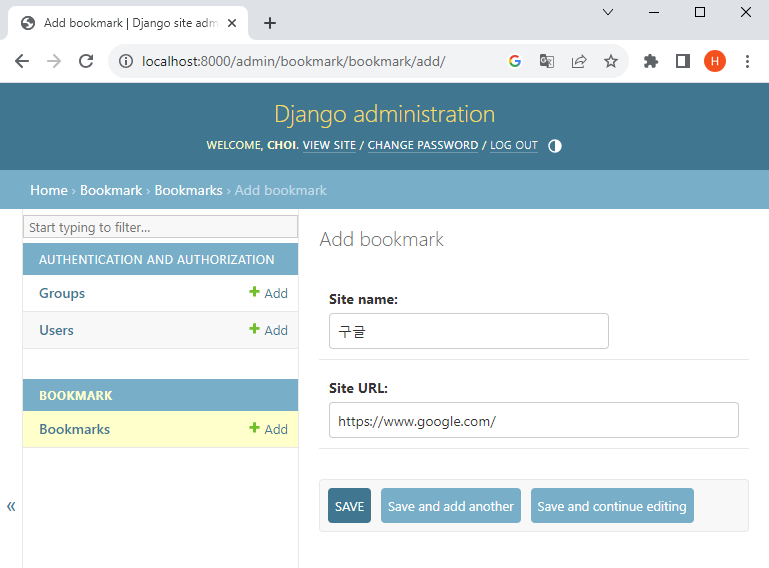 Add bookmark | Django site adm
localhost:8000/admin/bookmark/bookmark/add/
H
Django administration
WELCOME, CHOI. VIEW SITE / CHANGE PASSWORD / LOG OUT
Home › Bookmark › Bookmarks › Add bookmark
Start typing to filter...
AUTHENTICATION AND AUTHORIZATION
Groups + Add
Users + Add
BOOKMARK
Bookmarks + Add
«
Add bookmark
Site name:
구글
Site URL:
https://www.google.com/
SAVE Save and add another Save and continue editing